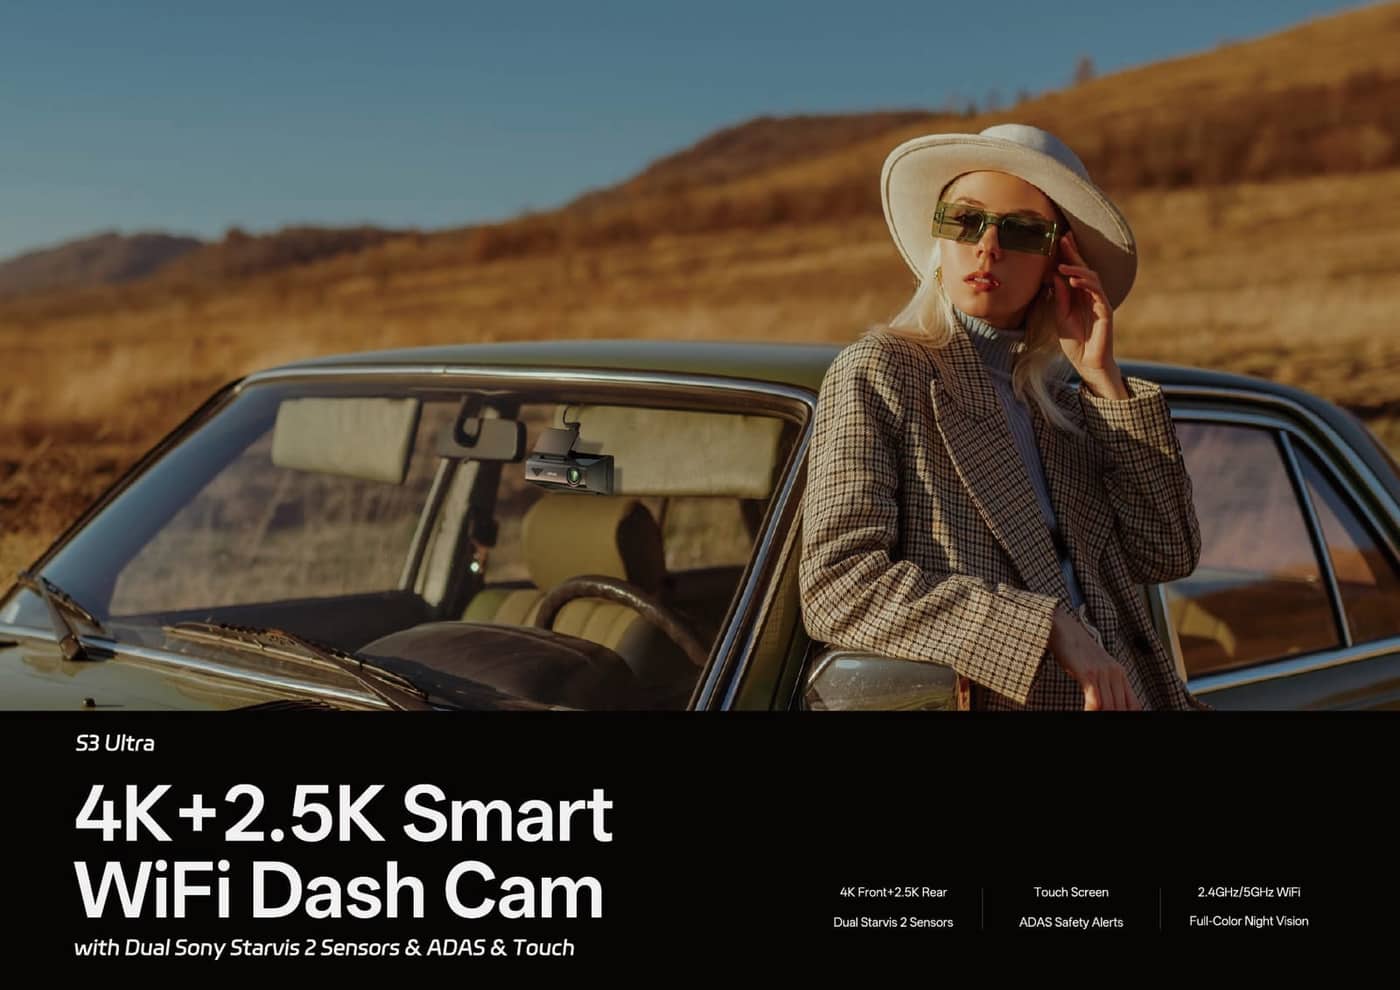 S3 Ultra
4K+2.5K Smart
WiFi Dash Cam
with Dual Sony Starvis 2 Sensors & ADAS & Touch
4K Front+2.5K Rear
Dual Starvis 2 Sensors
Touch Screen
ADAS Safety Alerts
2.4GHz/5GHz WiFi
Full-Color Night Vision